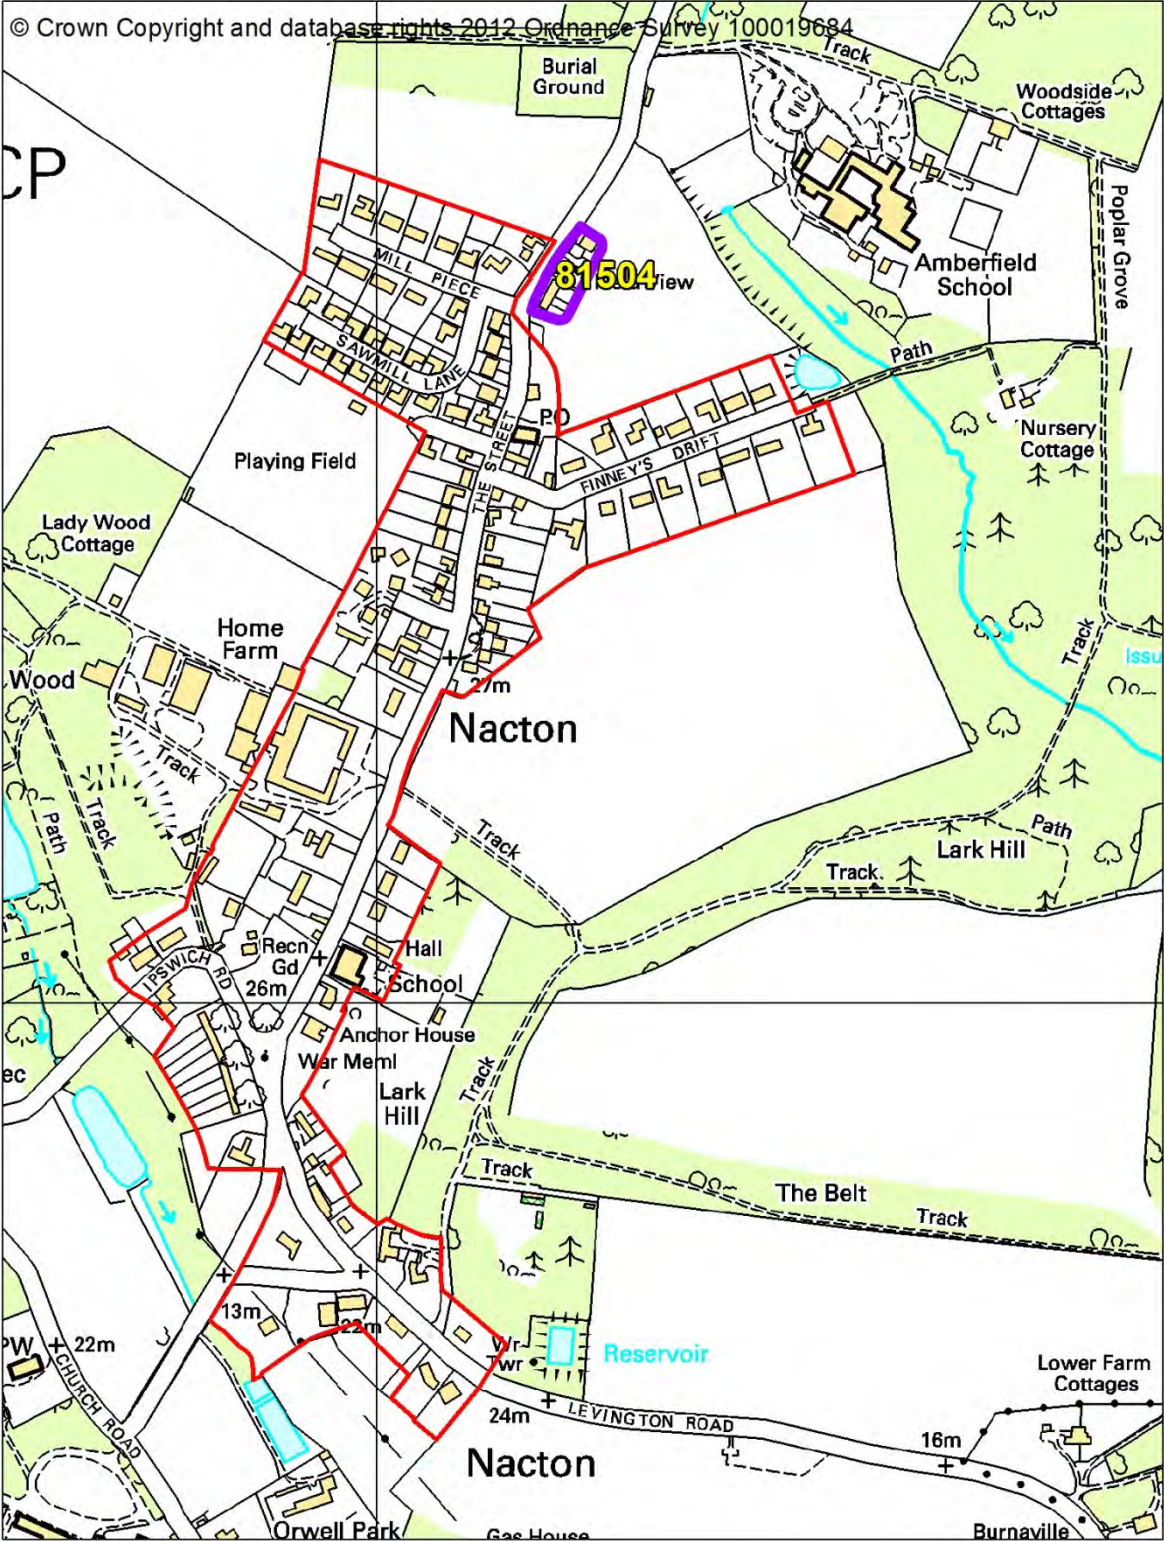 © Crown Copyright and database rights 2012 Ordnance Survey 100019684
Track
Burial
Ground
Woodside
Cottages
CP
Poplar Grove
MILL PIECE
81504
View
Amberfield
School
SAWMILL LANE
Path
PO
THE STREET
FINNEY'S DRIFT
Nursery
Cottage
Playing Field
Lady Wood
Cottage
Home
Farm
Track
Issu
Wood
27m
Nacton
Track
Track
Path
Track
Path
Lark Hill
Track
Recn
Gd
Hall
School
IPSWICH RD
26m
Anchor House
War Meml
ec
Lark
Hill
Track
Track
The Belt
Track
13m
22m
PW
22m
CHURCH ROAD
Wr
Twr
Reservoir
Lower Farm
Cottages
24m
LEVINGTON ROAD
16m
Nacton
Orwell Park
Gas House
Burnaville